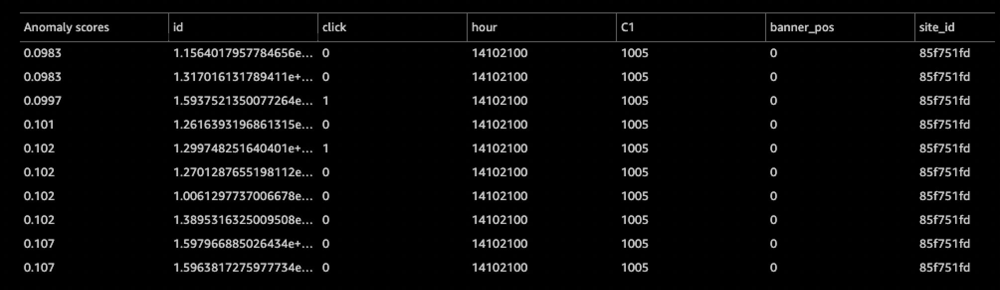 Anomaly scores id click hour C1 banner_pos site_id
0.0983 1.1564017957784656e... 0 14102100 1005 0 85f751fd
0.0983 1.317016131789411e+... 0 14102100 1005 0 85f751fd
0.0997 1.5937521350077264e... 1 14102100 1005 0 85f751fd
0.101 1.2616393196861315e... 0 14102100 1005 0 85f751fd
0.102 1.299748251640401e+... 1 14102100 1005 0 85f751fd
0.102 1.2701287655198112e... 0 14102100 1005 0 85f751fd
0.102 1.0061297737006678e... 0 14102100 1005 0 85f751fd
0.102 1.3895316325009508e... 0 14102100 1005 0 85f751fd
0.107 1.597966885026434e+... 0 14102100 1005 0 85f751fd
0.107 1.5963817275977734e... 0 14102100 1005 0 85f751fd